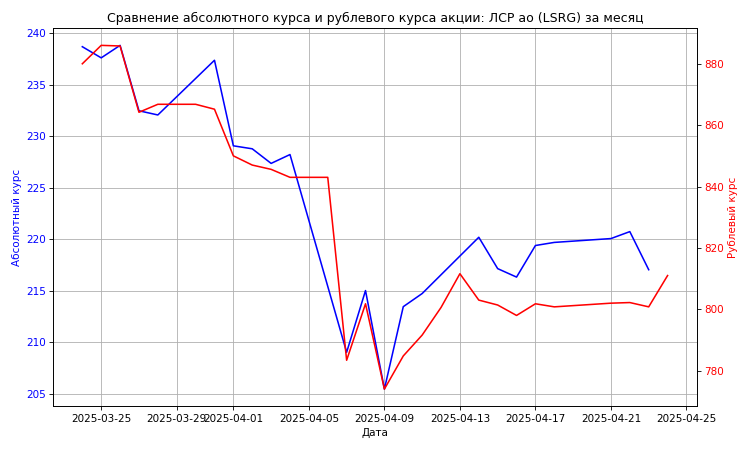 Сравнение абсолютного курса и рублевого курса акции: ЛСР ао (LSRG) за месяц
240
235
230
225
220
215
210
205
Абсолютный курс
880
860
840
820
800
780
Рублевый курс
2025-03-25 2025-03-29 2025-04-01 2025-04-05 2025-04-09 2025-04-13 2025-04-17 2025-04-21 2025-04-25
Дата